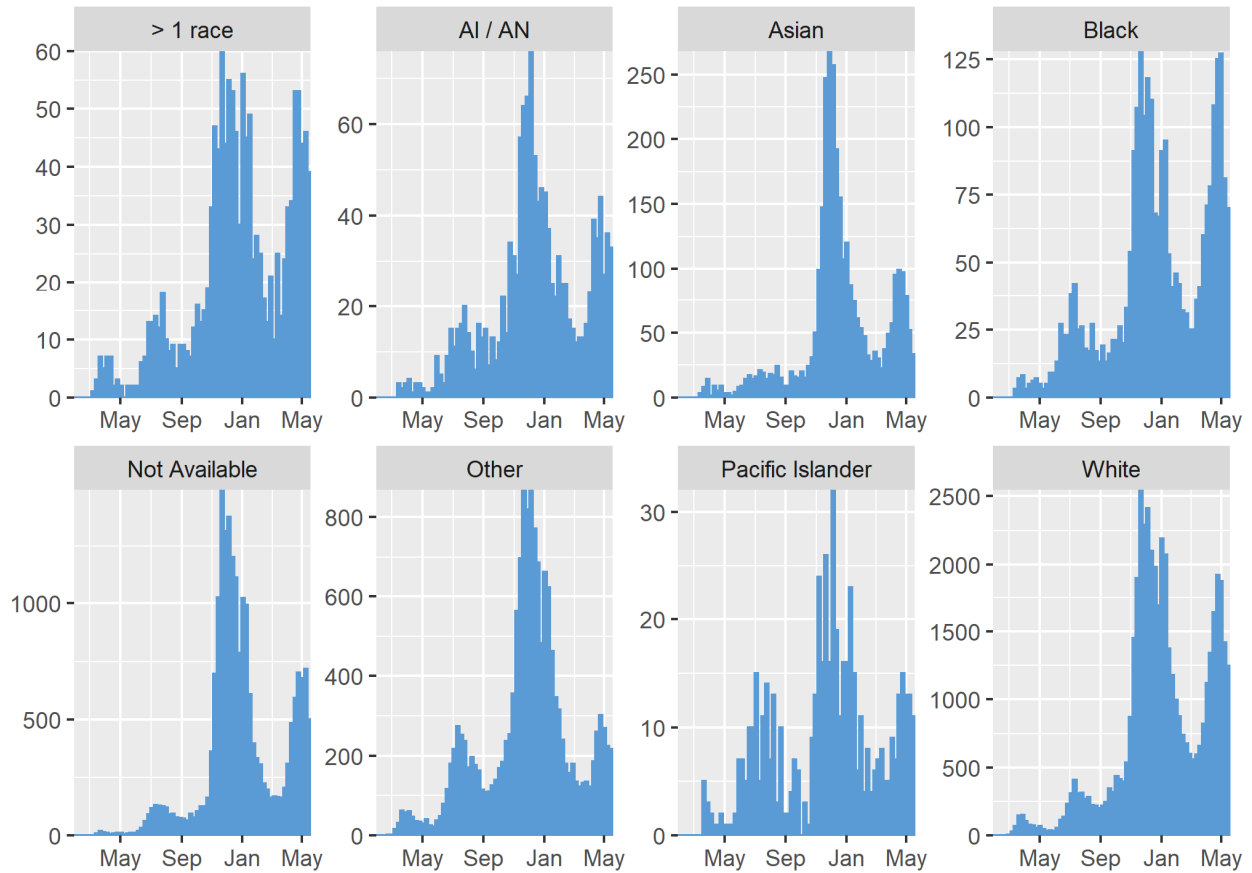 > 1 race
AI / AN
Asian
Black
60
50
40
30
20
10
0
60
40
20
0
250
200
150
100
50
0
125
100
75
50
25
0
May Sep Jan May
May Sep Jan May
May Sep Jan May
May Sep Jan May
Not Available
Other
Pacific Islander
White
1000
500
0
800
600
400
200
0
30
20
10
0
2500
2000
1500
1000
500
0
May Sep Jan May
May Sep Jan May
May Sep Jan May
May Sep Jan May